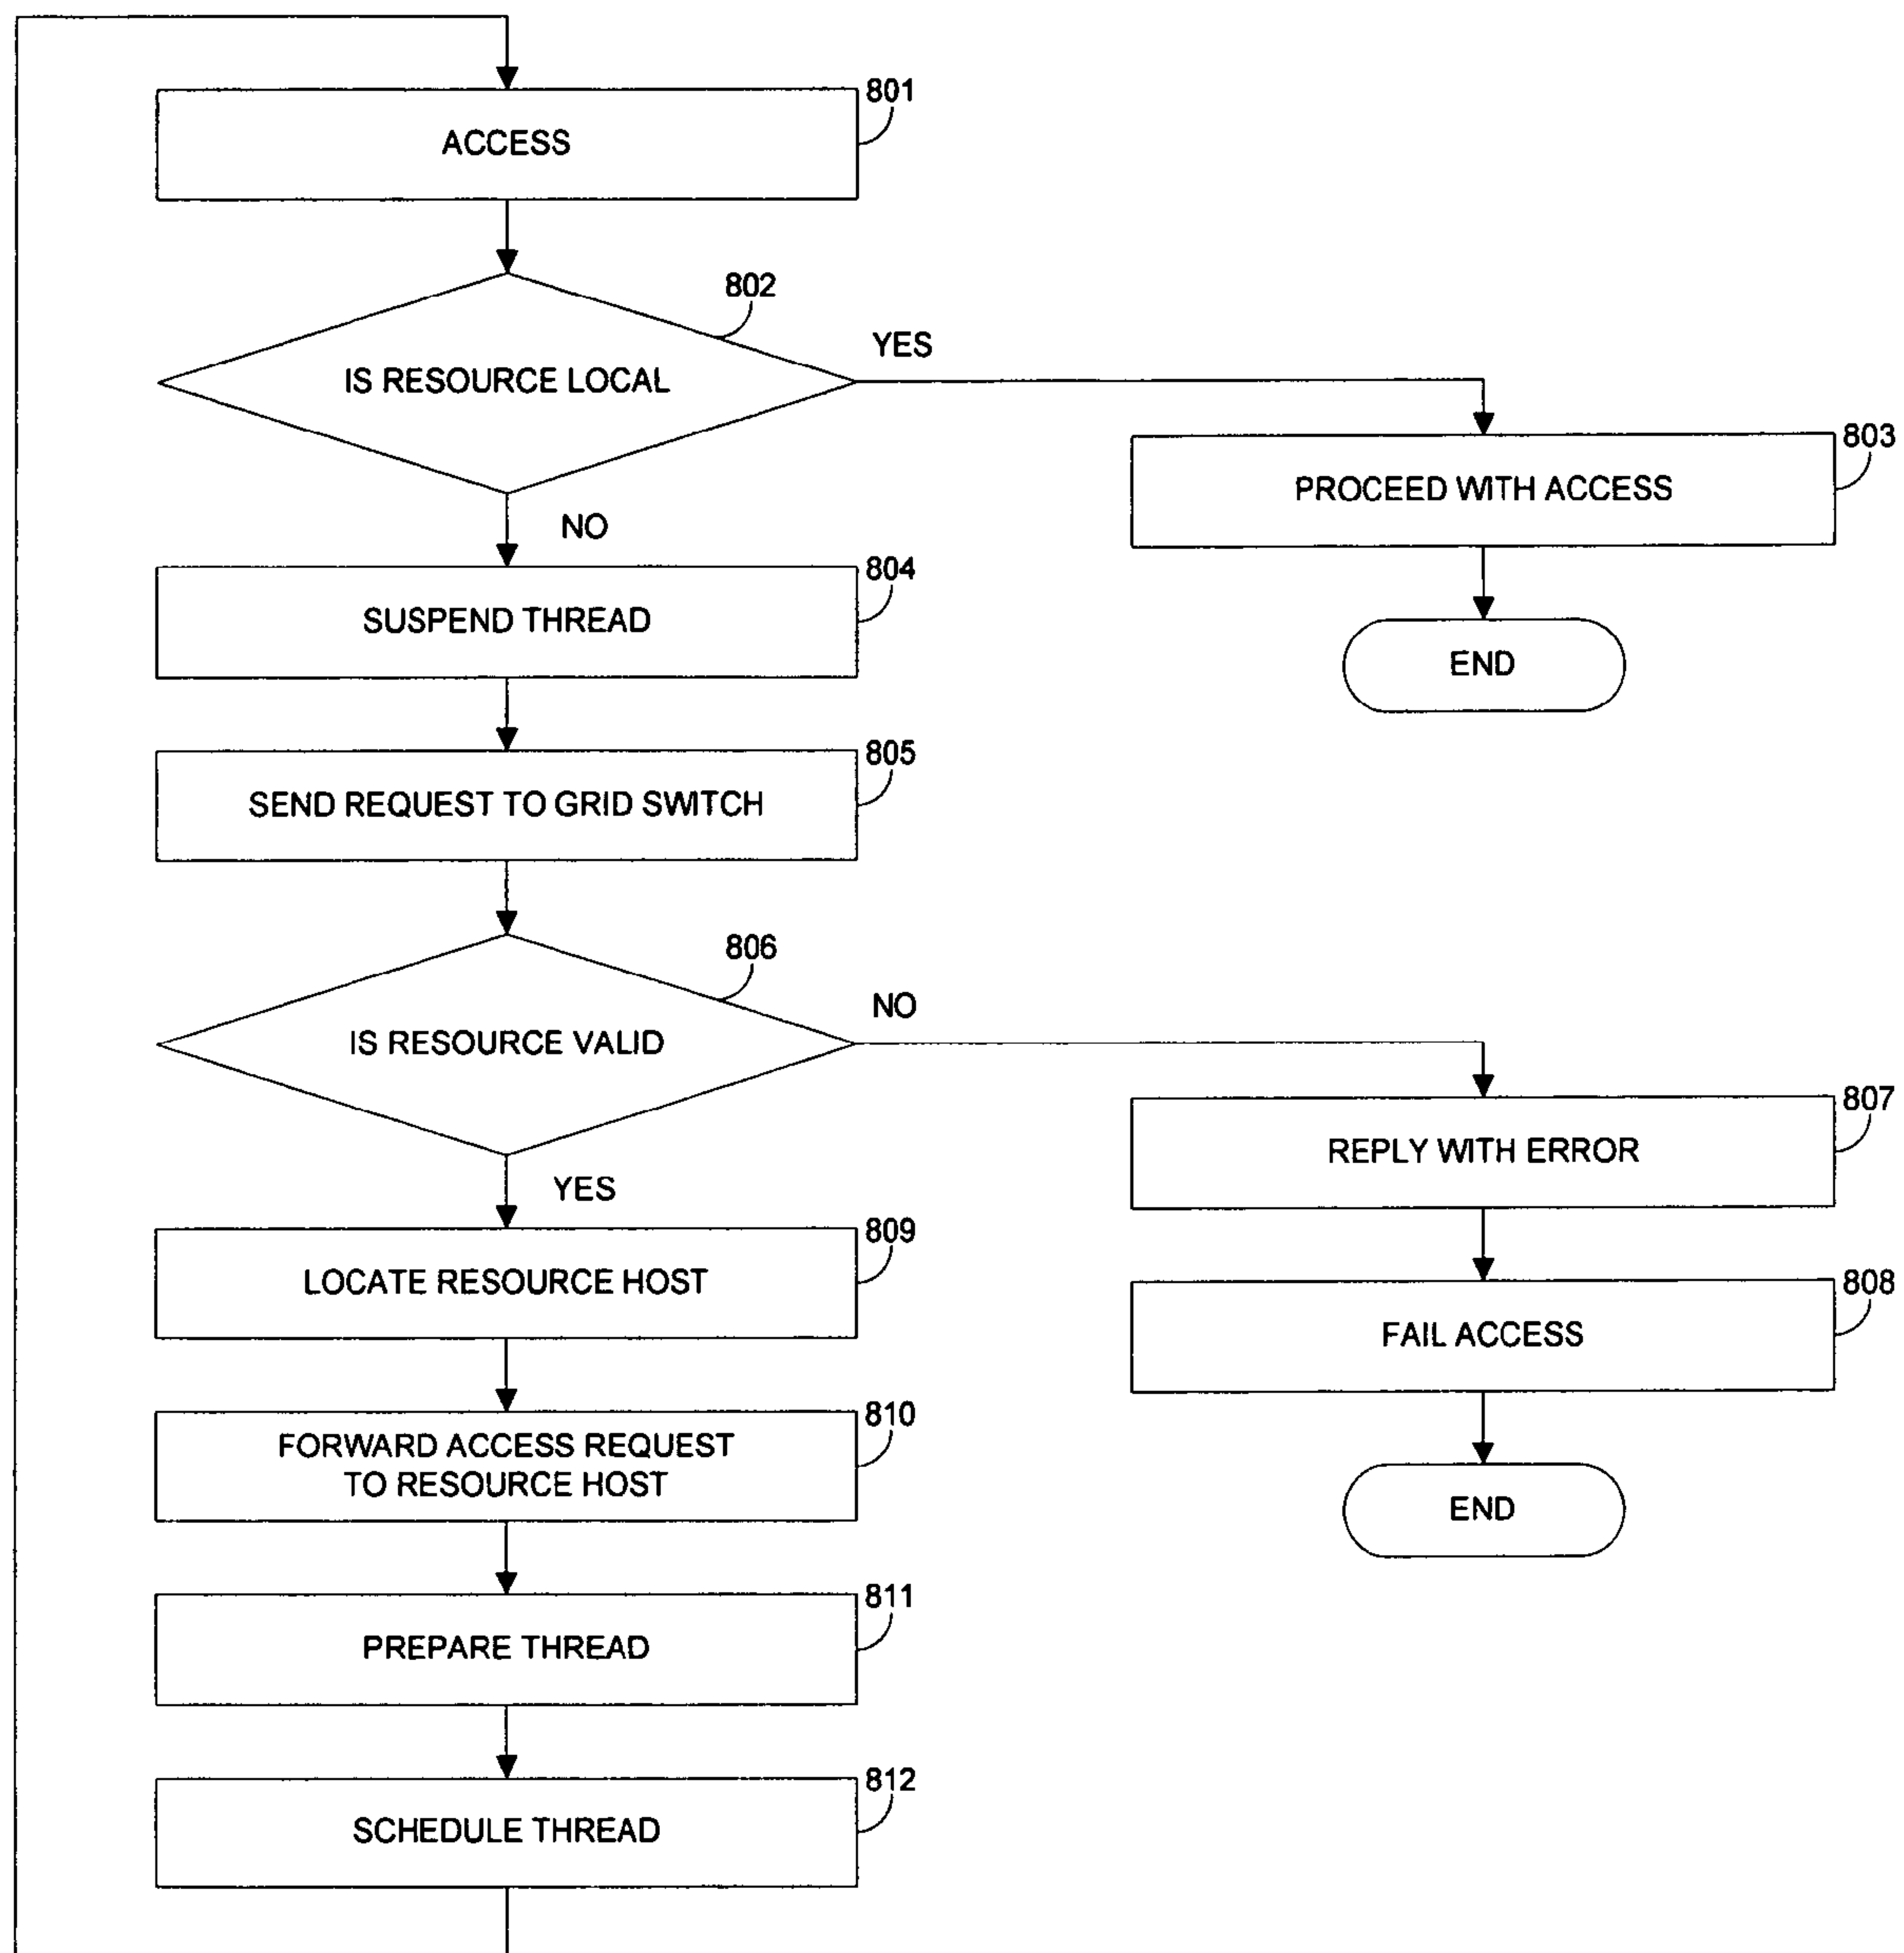 801
ACCESS
802
YES
IS RESOURCE LOCAL
803
PROCEED WITH ACCESS
NO
804
SUSPEND THREAD
END
805
SEND REQUEST TO GRID SWITCH
806
NO
IS RESOURCE VALID
807
REPLY WITH ERROR
YES
809
LOCATE RESOURCE HOST
808
FAIL ACCESS
810
FORWARD ACCESS REQUEST
TO RESOURCE HOST
END
811
PREPARE THREAD
812
SCHEDULE THREAD